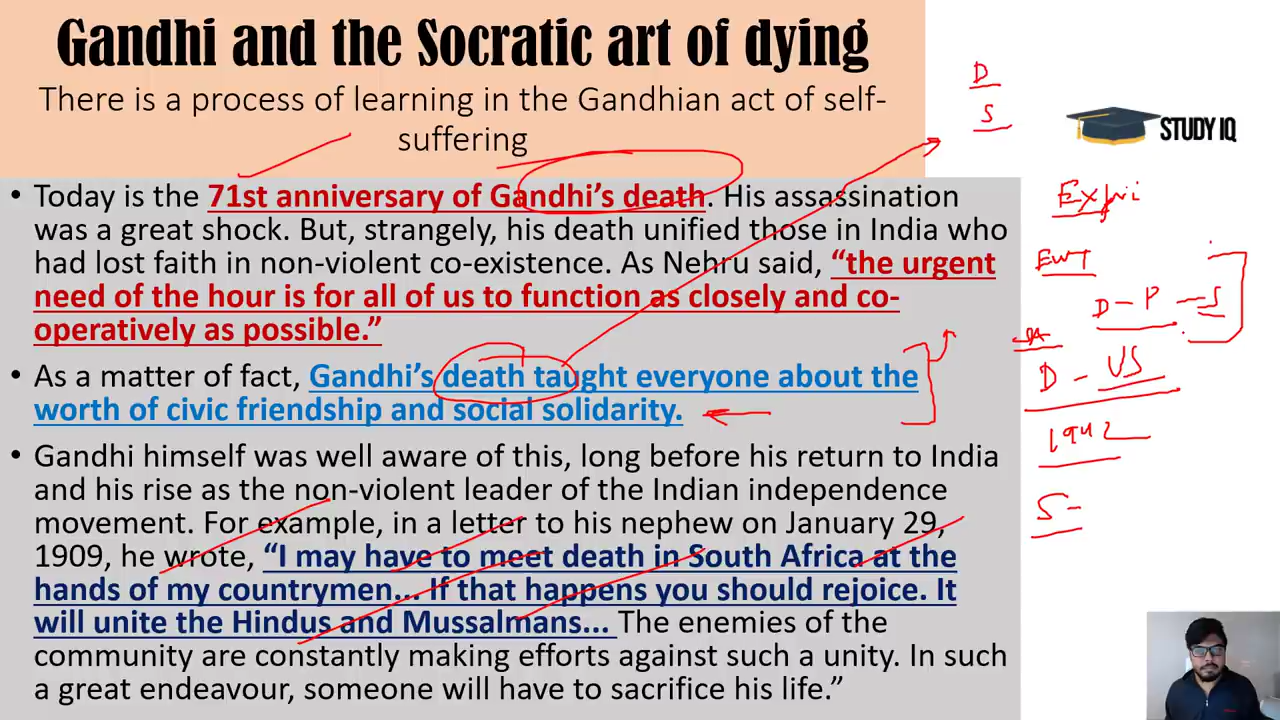 Gandhi and the Socratic art of dying
There is a process of learning in the Gandhian act of self-
suffering
• Today is the 71st anniversary of Gandhi’s death. His assassination
was a great shock. But, strangely, his death unified those in India who
had lost faith in non-violent co-existence. As Nehru said, “the urgent
need of the hour is for all of us to function as closely and co-
operatively as possible.”
• As a matter of fact, Gandhi’s death taught everyone about the
worth of civic friendship and social solidarity.
• Gandhi himself was well aware of this, long before his return to India
and his rise as the non-violent leader of the Indian independence
movement. For example, in a letter to his nephew on January 29,
1909, he wrote, “I may have to meet death in South Africa at the
hands of my countrymen... If that happens you should rejoice. It
will unite the Hindus and Mussalmans... The enemies of the
community are constantly making efforts against such a unity. In such
a great endeavour, someone will have to sacrifice his life.”
D
S
STUDY IQ
D - P - S
D - US
1942
S -